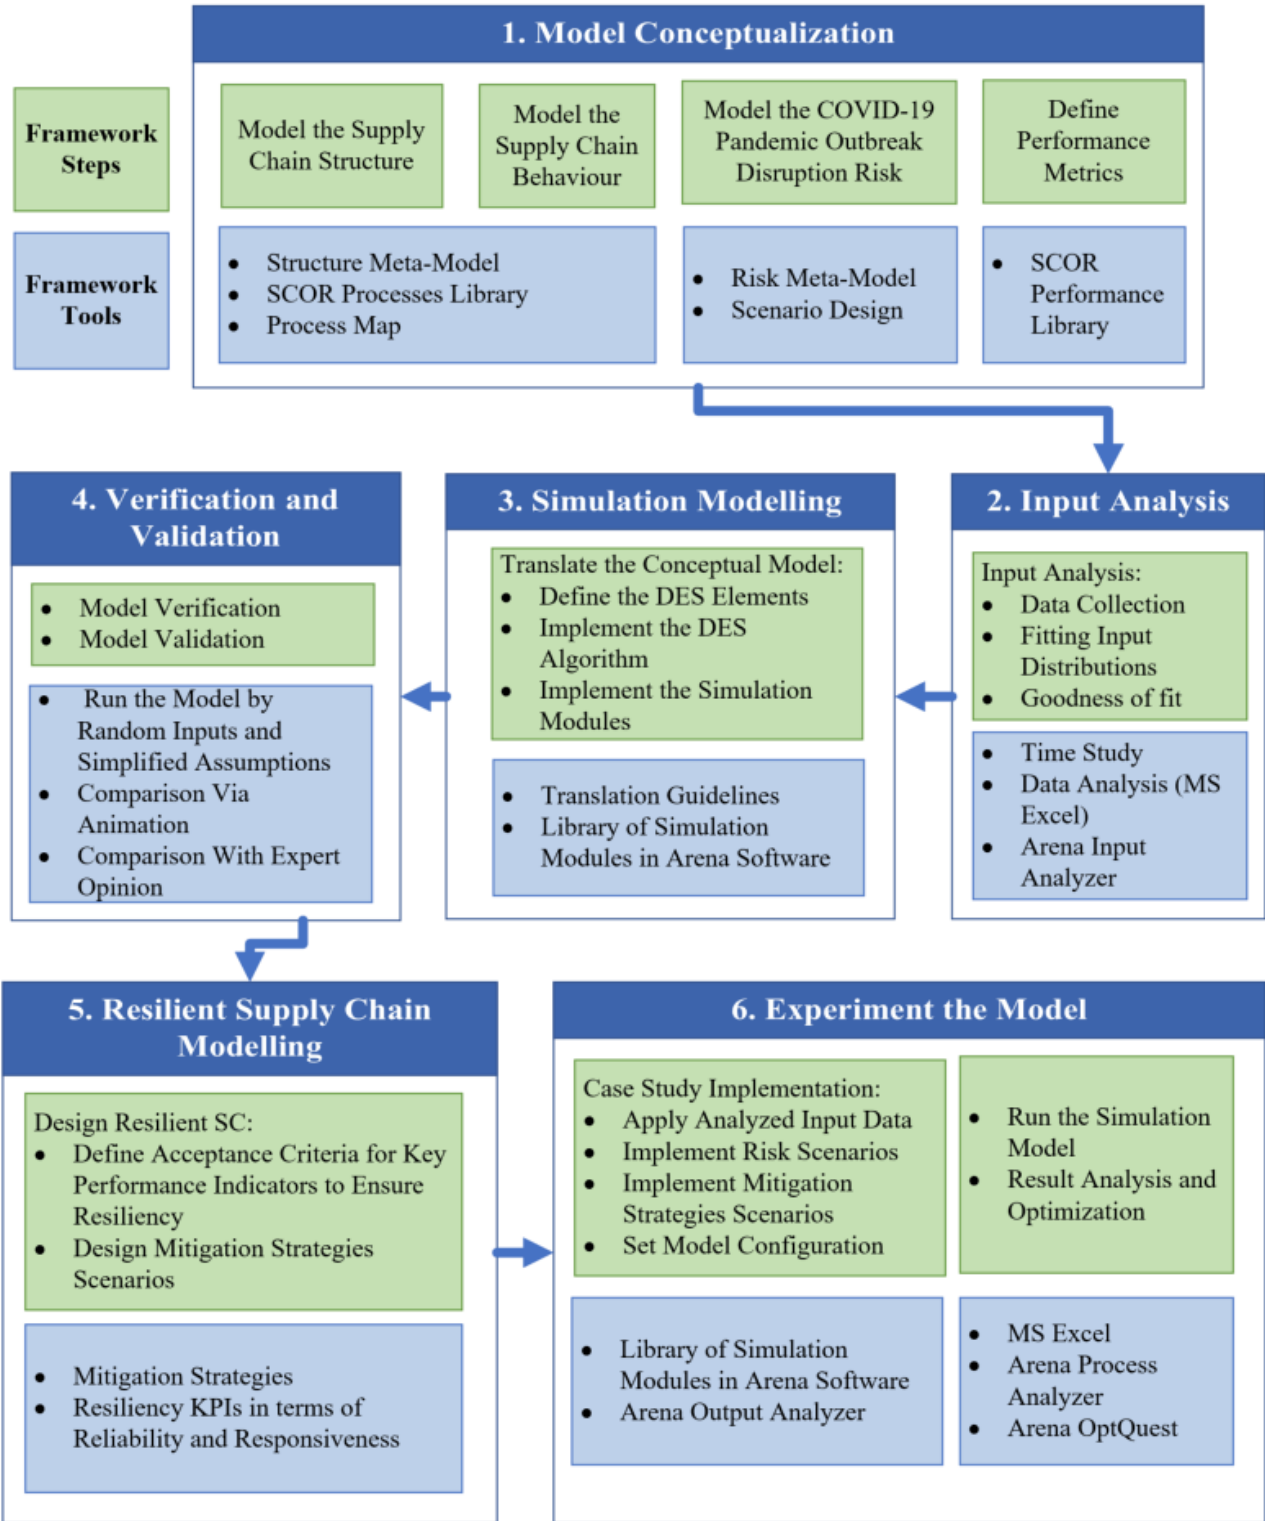 1. Model Conceptualization
Framework
Steps
Model the Supply
Chain Structure
Model the
Supply Chain
Behaviour
Model the COVID-19
Pandemic Outbreak
Disruption Risk
Define
Performance
Metrics
Framework
Tools
• Structure Meta-Model
• SCOR Processes Library
• Process Map
• Risk Meta-Model
• Scenario Design
• SCOR
Performance
Library
2. Input Analysis
Input Analysis:
• Data Collection
• Fitting Input
Distributions
• Goodness of fit
• Time Study
• Data Analysis (MS
Excel)
• Arena Input
Analyzer
3. Simulation Modelling
Translate the Conceptual Model:
• Define the DES Elements
• Implement the DES
Algorithm
• Implement the Simulation
Modules
• Translation Guidelines
• Library of Simulation
Modules in Arena Software
4. Verification and
Validation
• Model Verification
• Model Validation
• Run the Model by
Random Inputs and
Simplified Assumptions
• Comparison Via
Animation
• Comparison With Expert
Opinion
5. Resilient Supply Chain
Modelling
Design Resilient SC:
• Define Acceptance Criteria for Key
Performance Indicators to Ensure
Resiliency
• Design Mitigation Strategies
Scenarios
• Mitigation Strategies
• Resiliency KPIs in terms of
Reliability and Responsiveness
6. Experiment the Model
Case Study Implementation:
• Apply Analyzed Input Data
• Implement Risk Scenarios
• Implement Mitigation
Strategies Scenarios
• Set Model Configuration
• Run the Simulation
Model
• Result Analysis and
Optimization
• Library of Simulation
Modules in Arena Software
• Arena Output Analyzer
• MS Excel
• Arena Process
Analyzer
• Arena OptQuest